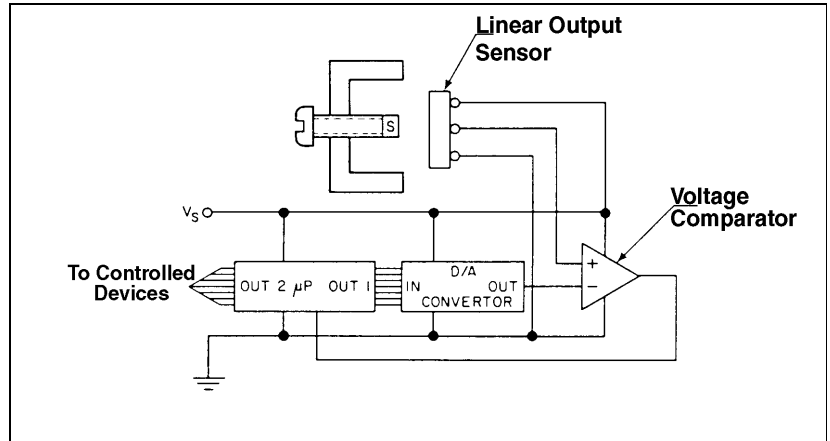 Linear Output
Sensor
S
Voltage
Comparator
VS
To Controlled
Devices
OUT 2 μP OUT 1
D/A
IN OUT
CONVERTOR
+
−